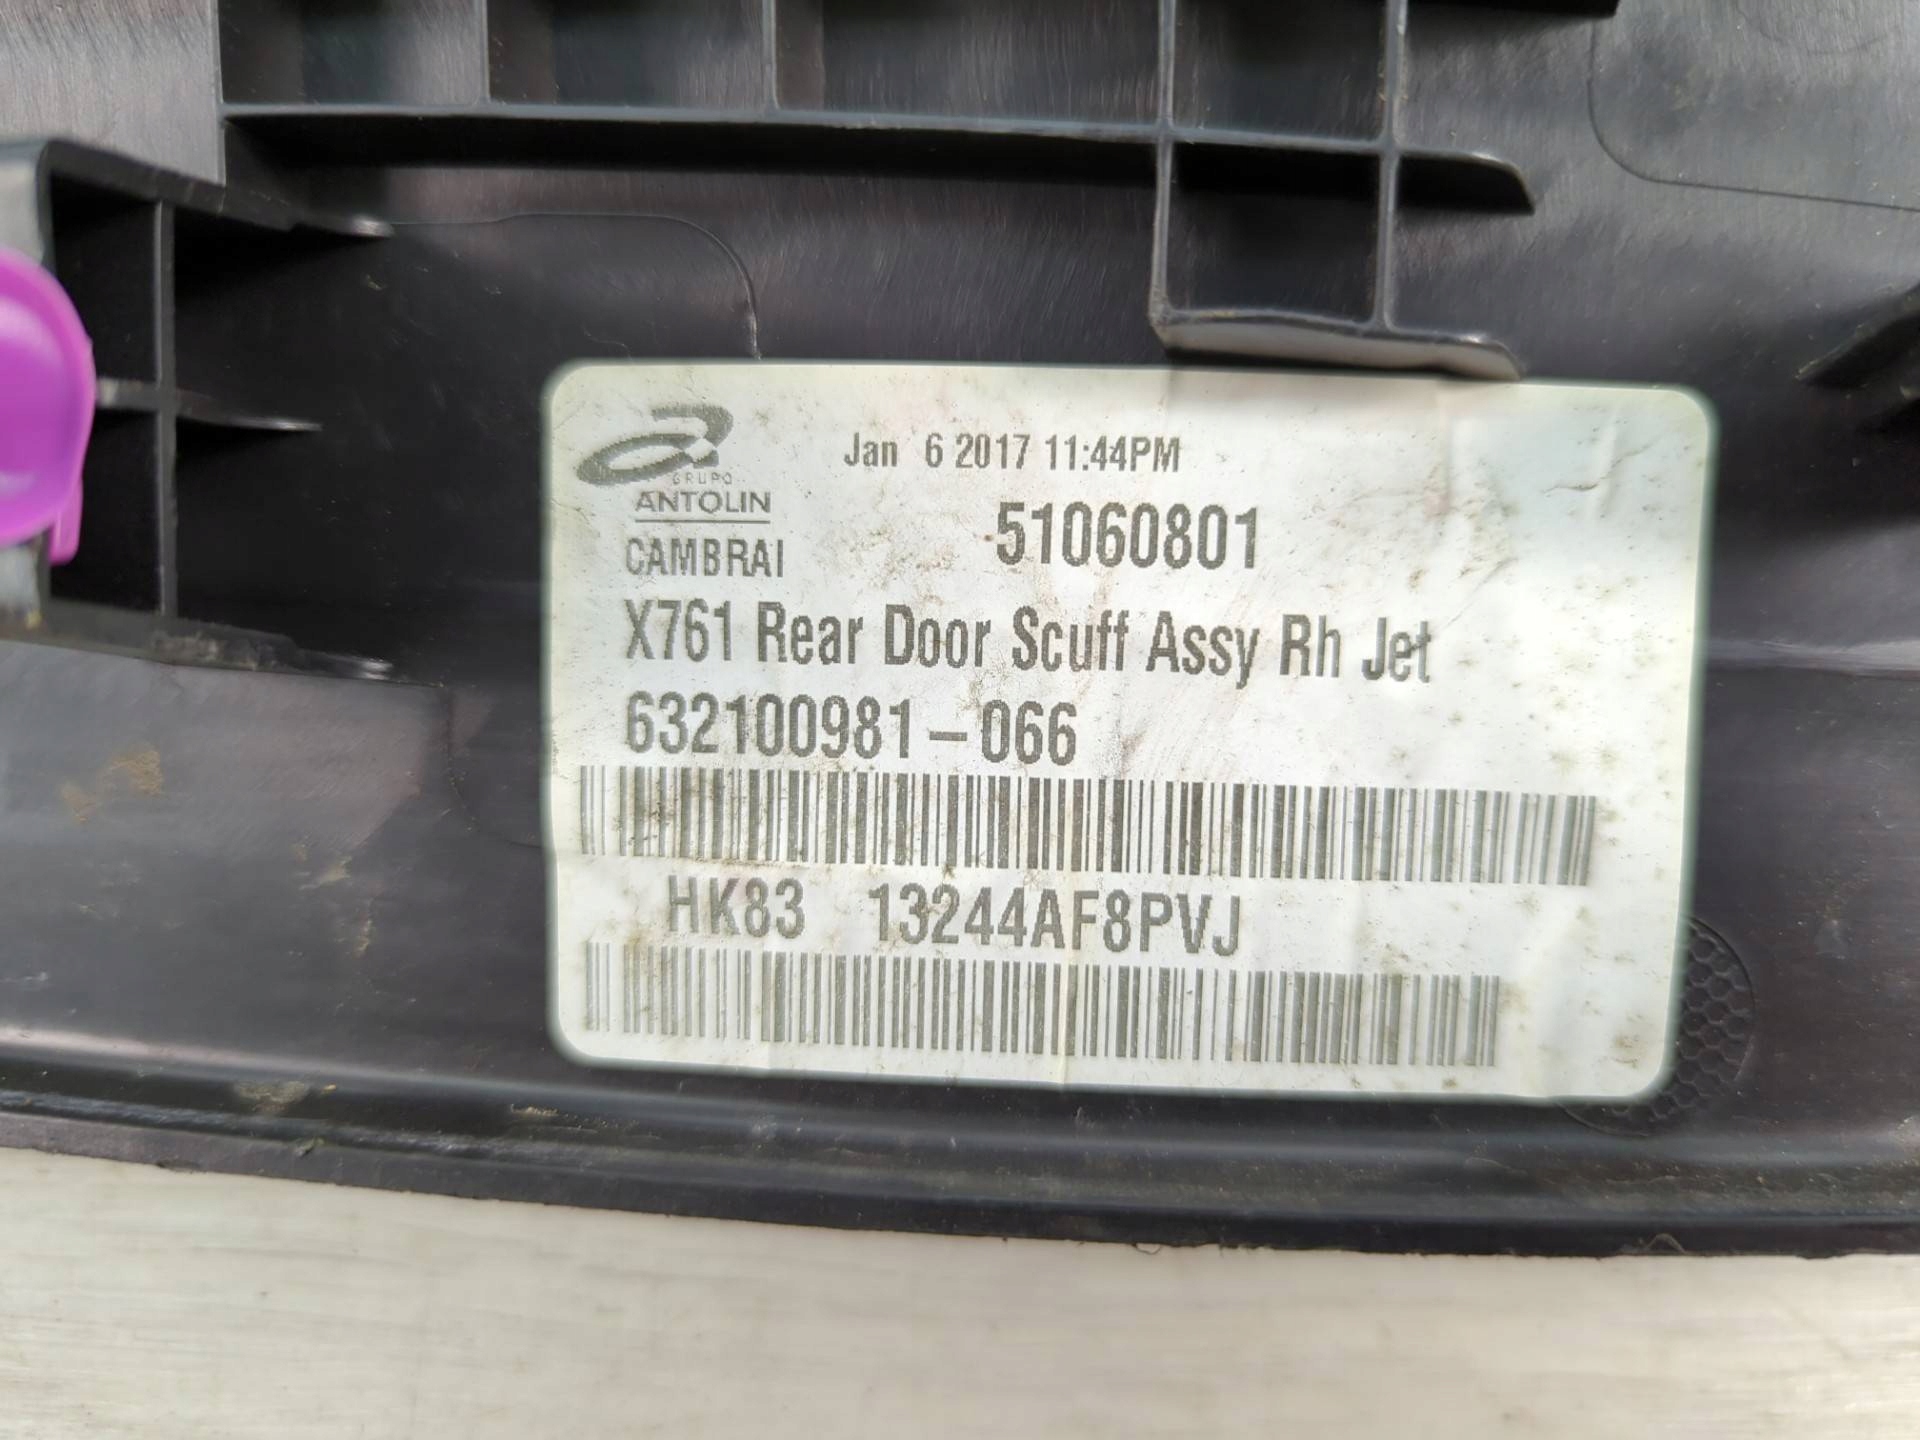 Jan 6 2017 11:44PM
GRUPO
ANTOLIN
51060801
CAMBRAI
X761 Rear Door Scuff Assy Rh Jet
632100981-066
HK83 13244AF8PVJ